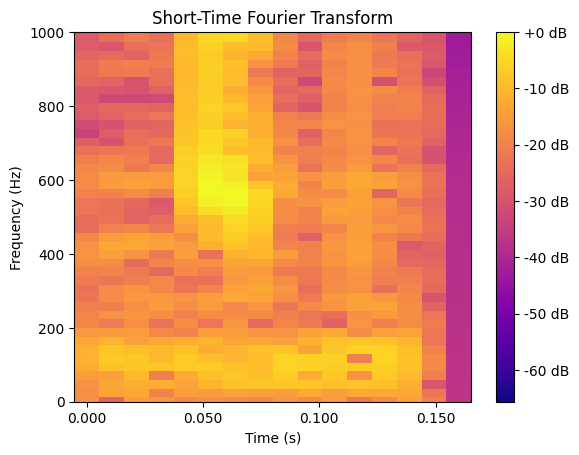 Short-Time Fourier Transform
1000
800
600
400
200
0
Frequency (Hz)
0.000
0.050
0.100
0.150
Time (s)
+0 dB
-10 dB
-20 dB
-30 dB
-40 dB
-50 dB
-60 dB